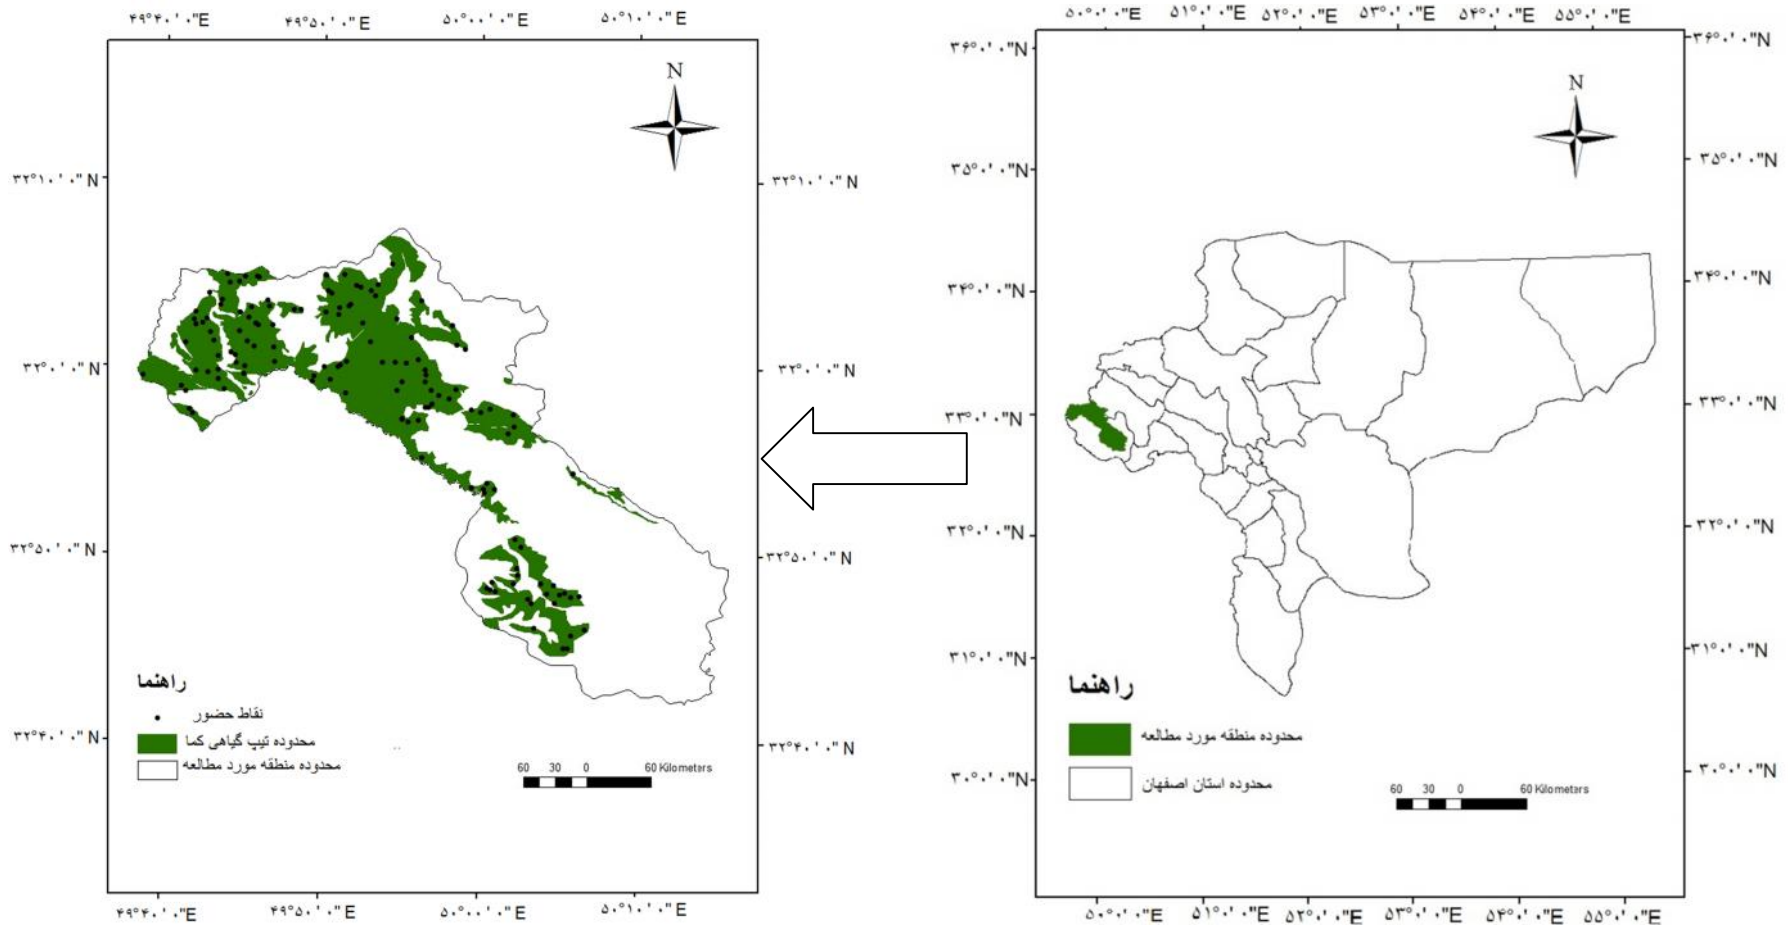 ۴۹°۴۰'۰"E ۴۹°۵۰'۰"E ۵۰°۰'۰"E ۵۰°۱۰'۰"E
N
۳۲°۱۰'۰" N ۳۲°۱۰'۰" N
۳۲°۰'۰" N ۳۲°۰'۰" N
۳۲°۵۰'۰" N ۳۲°۵۰'۰" N
۳۲°۴۰'۰" N ۳۲°۴۰'۰" N
راهنما
نقاط حضور
محدوده تیپ گیاهی کما
محدوده منطقه مورد مطالعه
60 30 0 60 Kilometers
۴۹°۴۰'۰" E ۴۹°۵۰'۰" E ۵۰°۰'۰" E ۵۰°۱۰'۰" E
۵۰°۰'۰"E ۵۱°۰'۰"E ۵۲°۰'۰"E ۵۳°۰'۰"E ۵۴°۰'۰"E ۵۵°۰'۰"E
N
۳۶°۰'۰"N ۳۶°۰'۰"N
۳۵°۰'۰"N ۳۵°۰'۰"N
۳۴°۰'۰"N ۳۴°۰'۰"N
۳۳°۰'۰"N ۳۳°۰'۰"N
۳۲°۰'۰"N ۳۲°۰'۰"N
۳۱°۰'۰"N ۳۱°۰'۰"N
۳۰°۰'۰"N ۳۰°۰'۰"N
راهنما
محدوده منطقه مورد مطالعه
محدوده استان اصفهان
60 30 0 60 Kilometers
۵۰°۰'۰"E ۵۱°۰'۰"E ۵۲°۰'۰"E ۵۳°۰'۰"E ۵۴°۰'۰"E ۵۵°۰'۰"E